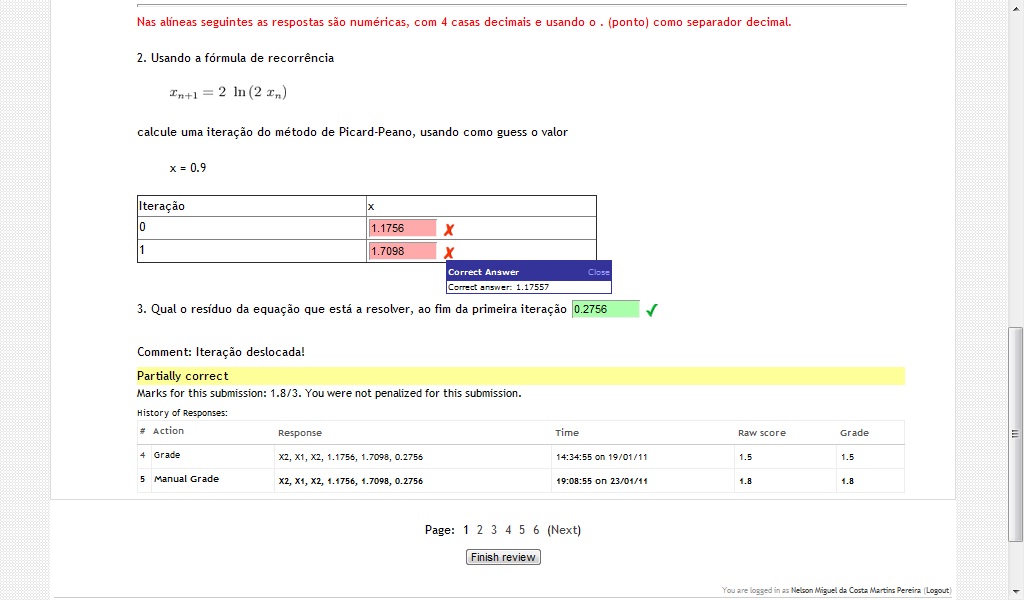 Nas alíneas seguintes as respostas são numéricas, com 4 casas decimais e usando o . (ponto) como separador decimal.
2. Usando a fórmula de recorrência
xₙ₊₁ = 2 ln(2 xₙ)
calcule uma iteração do método de Picard-Peano, usando como guess o valor
x = 0.9
Iteração x
0 1.1756 ✗
1 1.7098 ✗
Correct Answer Close
Correct answer: 1.17557
3. Qual o resíduo da equação que está a resolver, ao fim da primeira iteração 0.2756 ✓
Comment: Iteração deslocada!
Partially correct
Marks for this submission: 1.8/3. You were not penalized for this submission.
History of Responses:
# Action Response Time Raw score Grade
4 Grade X2, X1, X2, 1.1756, 1.7098, 0.2756 14:34:55 on 19/01/11 1.5 1.5
5 Manual Grade X2, X1, X2, 1.1756, 1.7098, 0.2756 19:08:55 on 23/01/11 1.8 1.8
Page: 1 2 3 4 5 6 (Next)
Finish review
You are logged in as Nelson Miguel da Costa Martins Pereira (Logout)